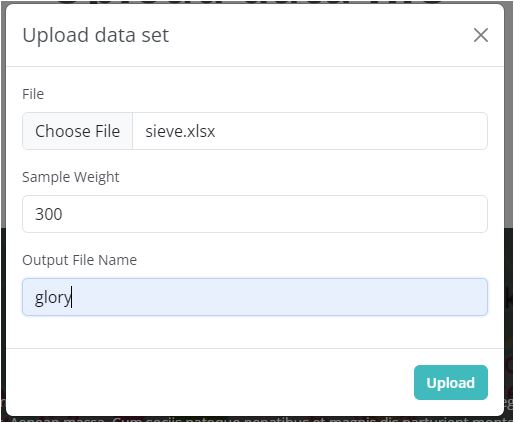 Upload data set
File
Choose File sieve.xlsx
Sample Weight
300
Output File Name
glory
Upload
Aenean massa. Cum sociis natoque penatibus et magnis dis parturient